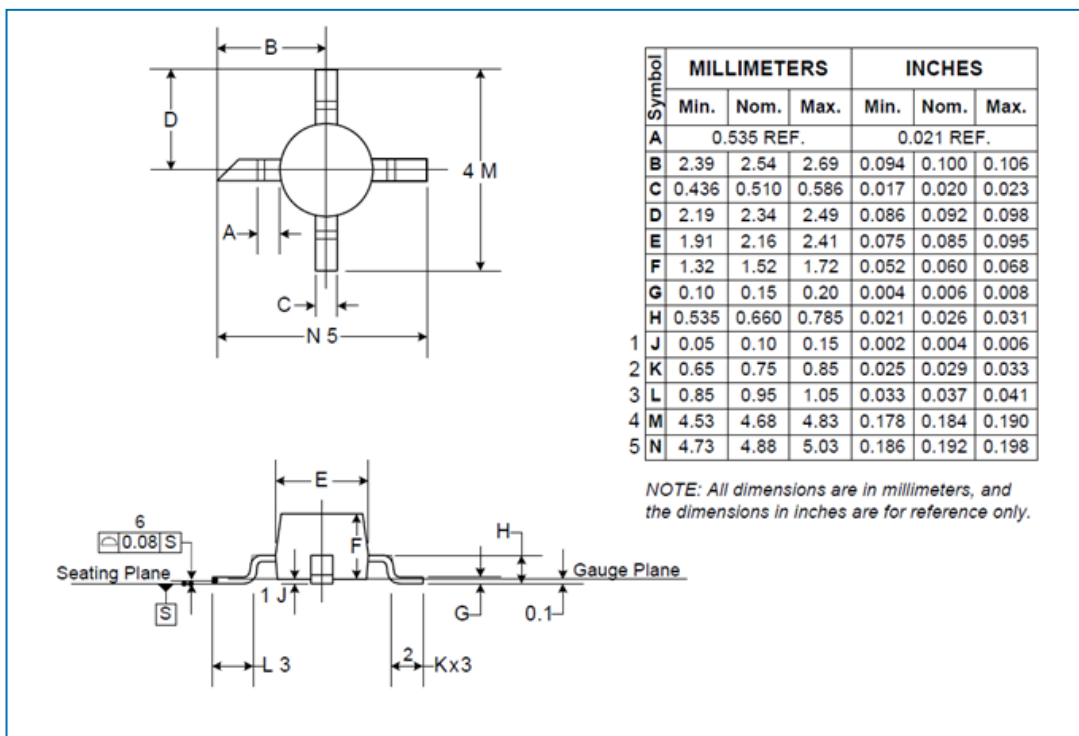 B
D
4 M
A
C
N 5
Symbol MILLIMETERS INCHES
Min. Nom. Max. Min. Nom. Max.
A 0.535 REF. 0.021 REF.
B 2.39 2.54 2.69 0.094 0.100 0.106
C 0.436 0.510 0.586 0.017 0.020 0.023
D 2.19 2.34 2.49 0.086 0.092 0.098
E 1.91 2.16 2.41 0.075 0.085 0.095
F 1.32 1.52 1.72 0.052 0.060 0.068
G 0.10 0.15 0.20 0.004 0.006 0.008
H 0.535 0.660 0.785 0.021 0.026 0.031
1 J 0.05 0.10 0.15 0.002 0.004 0.006
2 K 0.65 0.75 0.85 0.025 0.029 0.033
3 L 0.85 0.95 1.05 0.033 0.037 0.041
4 M 4.53 4.68 4.83 0.178 0.184 0.190
5 N 4.73 4.88 5.03 0.186 0.192 0.198
NOTE: All dimensions are in millimeters, and
the dimensions in inches are for reference only.
E
6
0.08 S
F
H
Seating Plane
Gauge Plane
S
1 J
G
0.1
L 3
2
Kx3